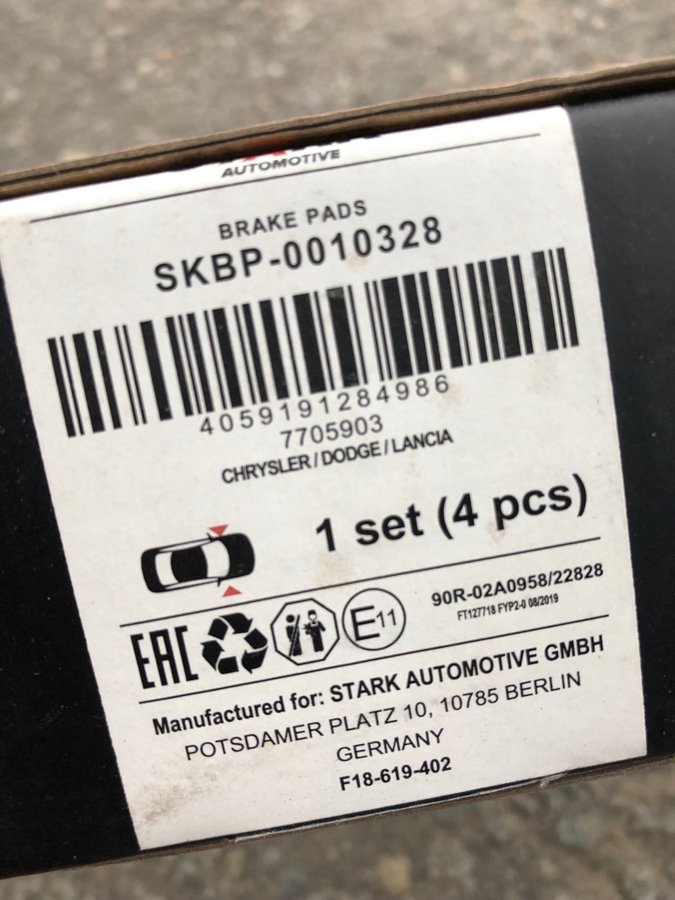 AUTOMOTIVE
BRAKE PADS
SKBP-0010328
4059191284986
7705903
CHRYSLER/DODGE/LANCIA
1 set (4 pcs)
90R-02A0958/22828
FT127718 FYP2-0 08/2019
EAC
E11
Manufactured for: STARK AUTOMOTIVE GMBH
POTSDAMER PLATZ 10, 10785 BERLIN
GERMANY
F18-619-402